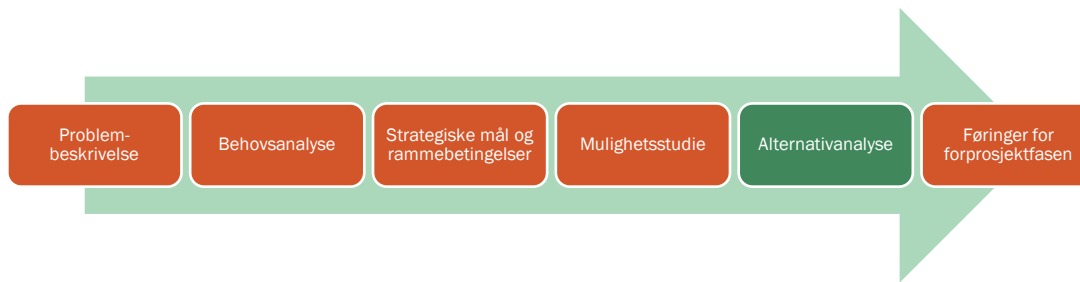 Problem-
beskrivelse
Behovsanalyse
Strategiske mål og
rammebetingelser
Mulighetsstudie
Alternativanalyse
Føringer for
forprosjektfasen